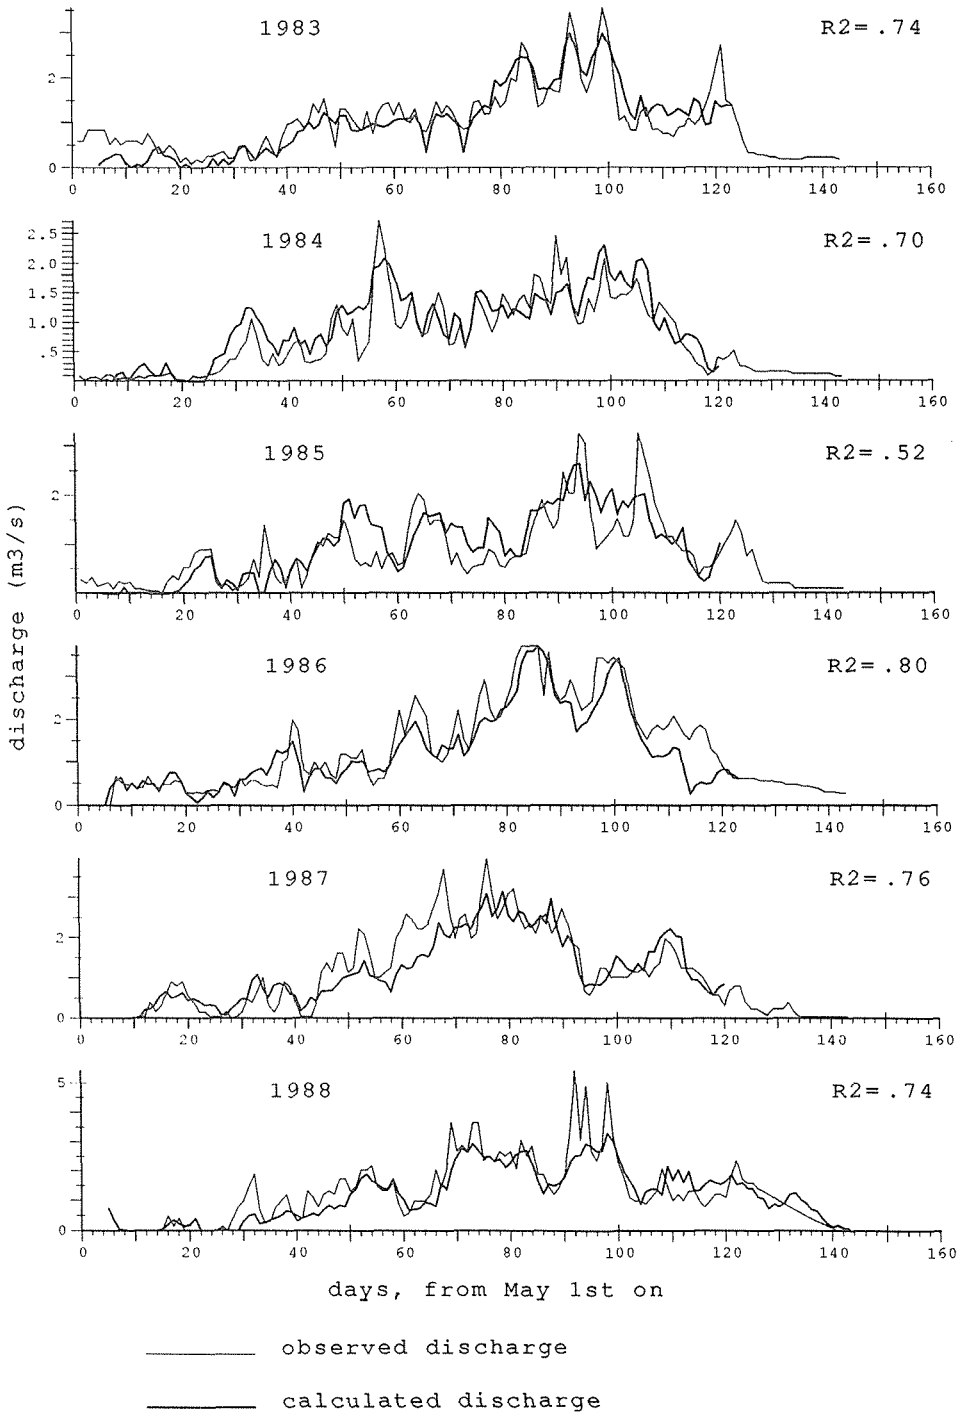 1983 R2= .74
2
0
0 20 40 60 80 100 120 140 160
1984 R2= .70
2.5
2.0
1.5
1.0
.5
0 20 40 60 80 100 120 140 160
1985 R2= .52
2
0 20 40 60 80 100 120 140 160
discharge (m3/s)
1986 R2= .80
2
0
0 20 40 60 80 100 120 140 160
1987 R2= .76
2
0
0 20 40 60 80 100 120 140 160
1988 R2= .74
5
0
0 20 40 60 80 100 120 140 160
days, from May 1st on
observed discharge
calculated discharge